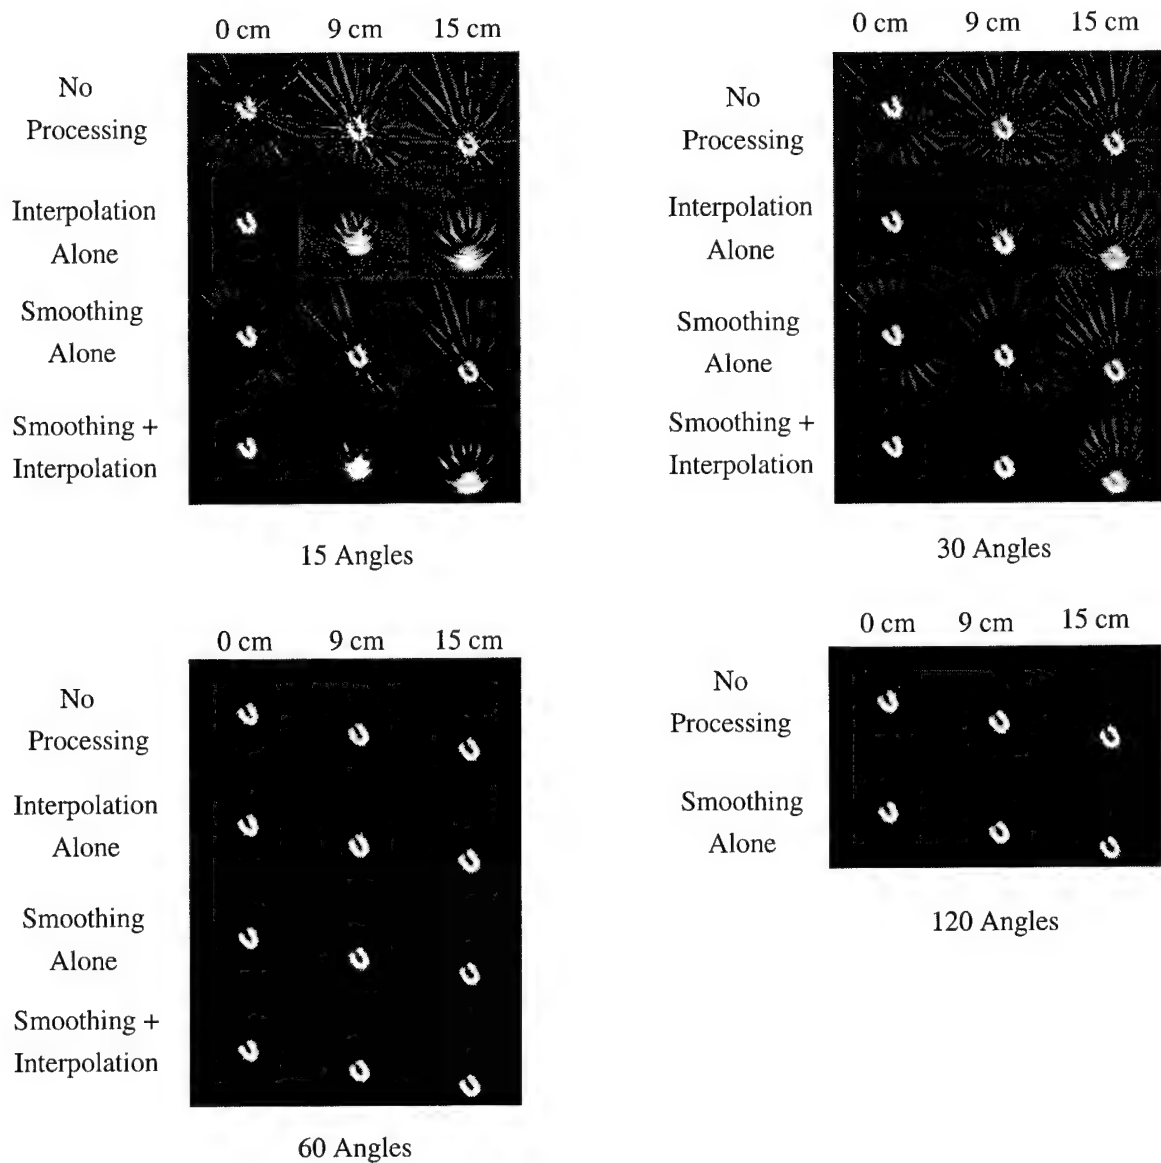 0 cm 9 cm 15 cm
No
Processing
Interpolation
Alone
Smoothing
Alone
Smoothing +
Interpolation
15 Angles
0 cm 9 cm 15 cm
No
Processing
Interpolation
Alone
Smoothing
Alone
Smoothing +
Interpolation
30 Angles
0 cm 9 cm 15 cm
No
Processing
Interpolation
Alone
Smoothing
Alone
Smoothing +
Interpolation
60 Angles
0 cm 9 cm 15 cm
No
Processing
Smoothing
Alone
120 Angles